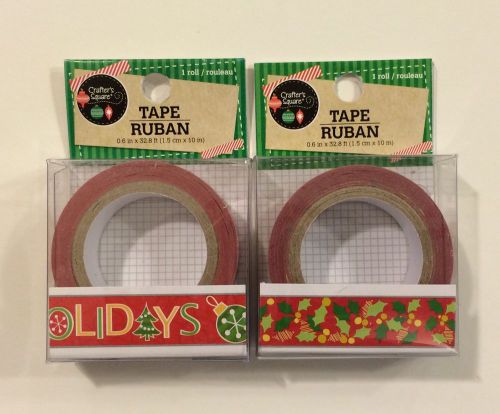 1 roll / rouleau
Crafter's
Square
TAPE
RUBAN
0.6 in x 32.8 ft (1.5 cm x 10 m)
OLIDAYS
1 roll / rouleau
Crafter's
Square
TAPE
RUBAN
0.6 in x 32.8 ft (1.5 cm x 10 m)